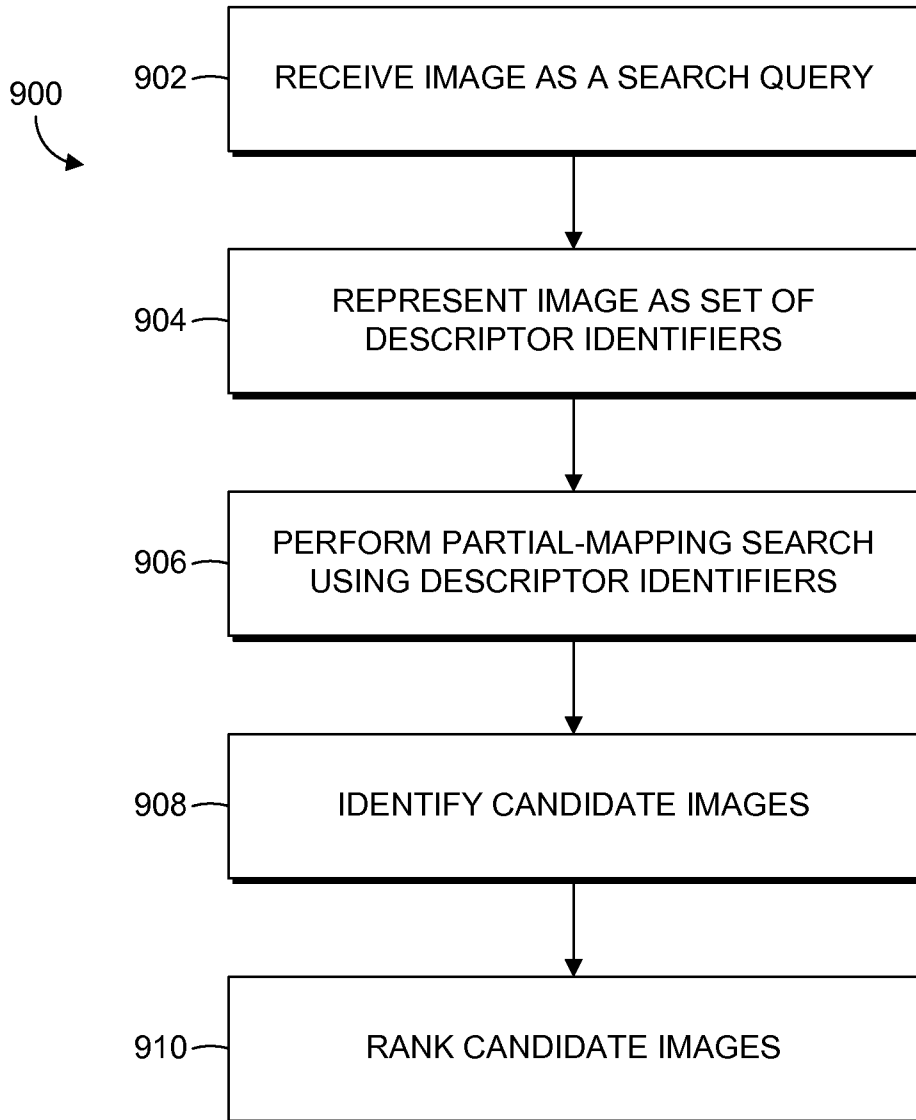 900
902
RECEIVE IMAGE AS A SEARCH QUERY
904
REPRESENT IMAGE AS SET OF
DESCRIPTOR IDENTIFIERS
906
PERFORM PARTIAL-MAPPING SEARCH
USING DESCRIPTOR IDENTIFIERS
908
IDENTIFY CANDIDATE IMAGES
910
RANK CANDIDATE IMAGES